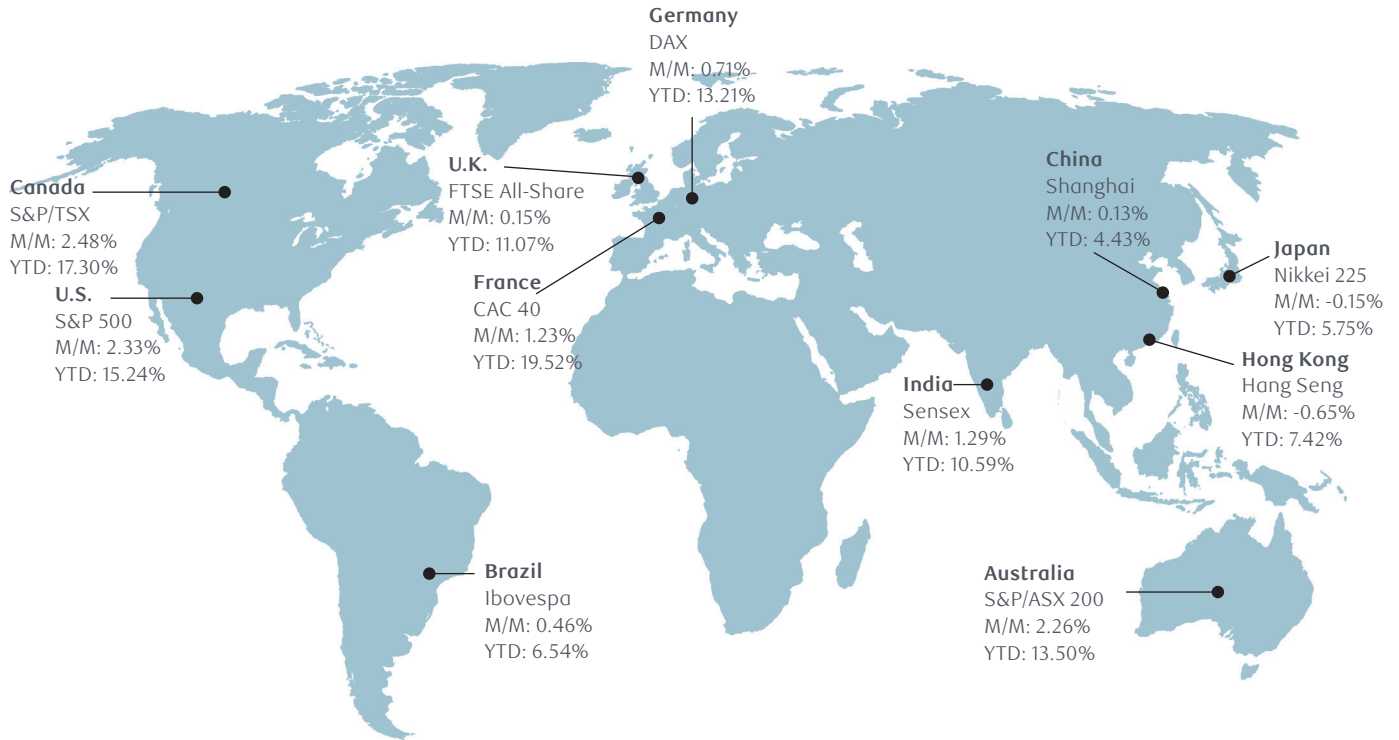 Germany
DAX
M/M: 0.71%
YTD: 13.21%
Canada
S&P/TSX
M/M: 2.48%
YTD: 17.30%
U.S.
S&P 500
M/M: 2.33%
YTD: 15.24%
U.K.
FTSE All-Share
M/M: 0.15%
YTD: 11.07%
France
CAC 40
M/M: 1.23%
YTD: 19.52%
China
Shanghai
M/M: 0.13%
YTD: 4.43%
Japan
Nikkei 225
M/M: -0.15%
YTD: 5.75%
Hong Kong
Hang Seng
M/M: -0.65%
YTD: 7.42%
India
Sensex
M/M: 1.29%
YTD: 10.59%
Brazil
Ibovespa
M/M: 0.46%
YTD: 6.54%
Australia
S&P/ASX 200
M/M: 2.26%
YTD: 13.50%